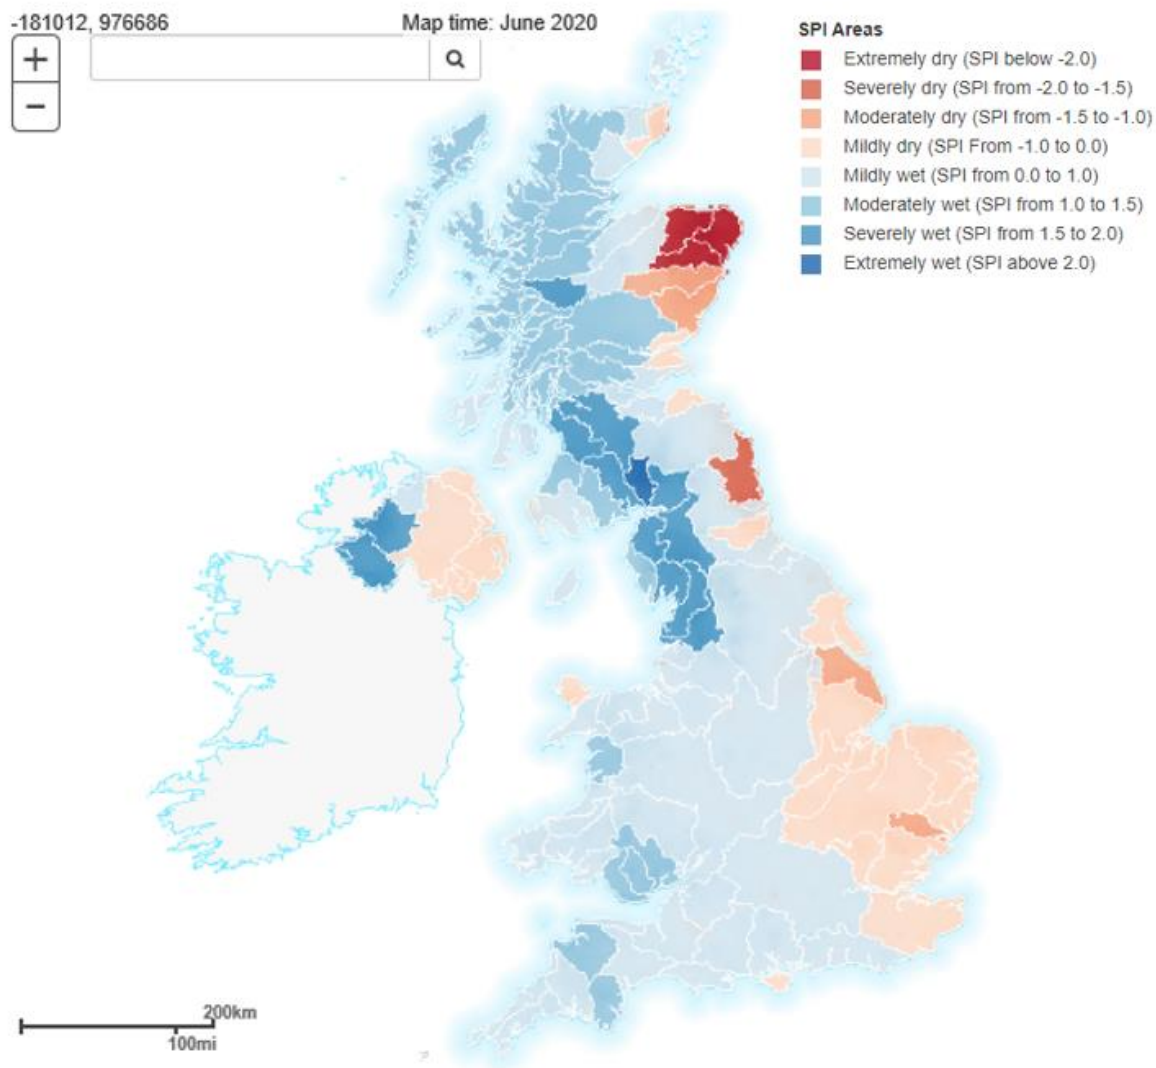 -181012, 976686
Map time: June 2020
+
−
SPI Areas
Extremely dry (SPI below -2.0)
Severely dry (SPI from -2.0 to -1.5)
Moderately dry (SPI from -1.5 to -1.0)
Mildly dry (SPI From -1.0 to 0.0)
Mildly wet (SPI from 0.0 to 1.0)
Moderately wet (SPI from 1.0 to 1.5)
Severely wet (SPI from 1.5 to 2.0)
Extremely wet (SPI above 2.0)
200km
100mi